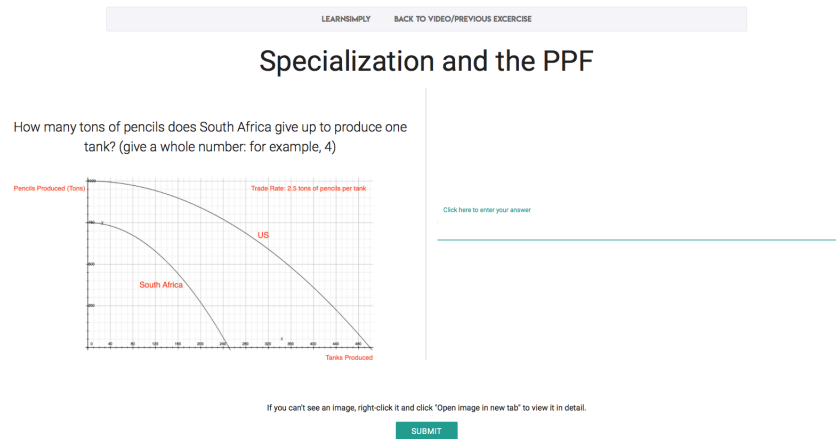 LEARNSIMPLY BACK TO VIDEO/PREVIOUS EXCERCISE
Specialization and the PPF
How many tons of pencils does South Africa give up to produce one
tank? (give a whole number: for example, 4)
Pencils Produced (Tons)
Trade Rate: 2.5 tons of pencils per tank
US
South Africa
Tanks Produced
Click here to enter your answer
If you can't see an image, right-click it and click "Open image in new tab" to view it in detail.
SUBMIT